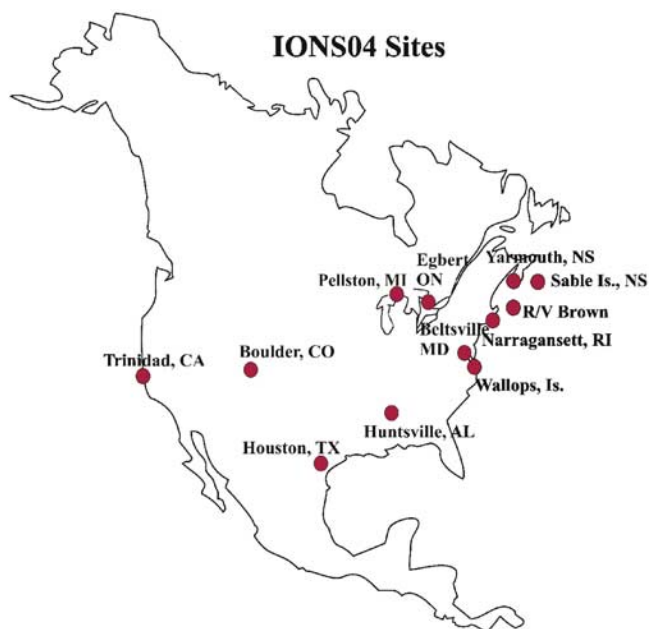 IONS04 Sites
Egbert
ON
Yarmouth, NS
Pellston, MI
Sable Is., NS
R/V Brown
Beltsville
MD
Narragansett, RI
Trinidad, CA
Boulder, CO
Wallops, Is.
Huntsville, AL
Houston, TX